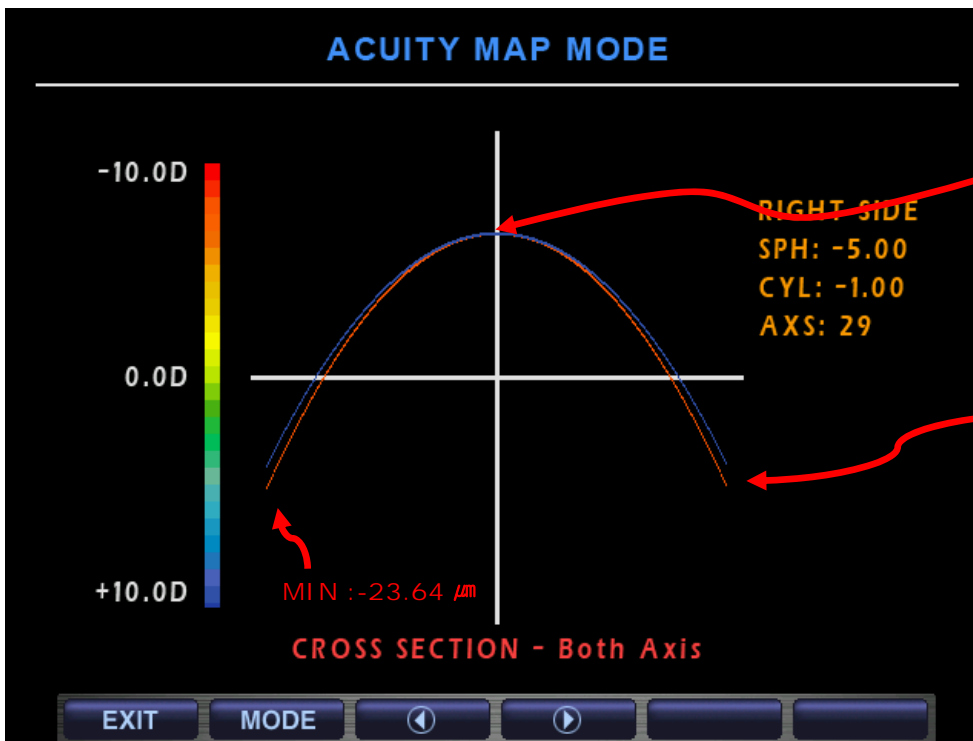 ACUITY MAP MODE
-10.0D
RIGHT SIDE
SPH: -5.00
CYL: -1.00
AXS: 29
0.0D
+10.0D
MIN :-23.64 ㎛
CROSS SECTION - Both Axis
EXIT MODE